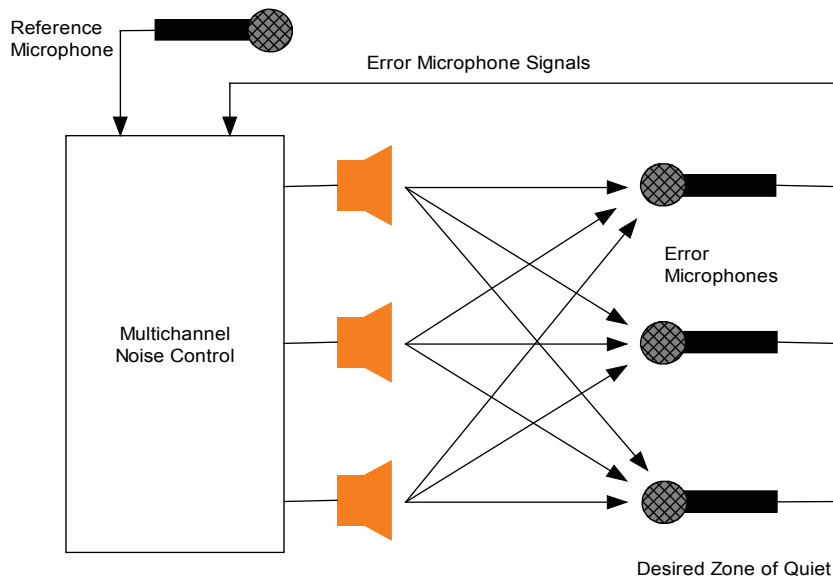 Reference
Microphone
Error Microphone Signals
Error
Microphones
Multichannel
Noise Control
Desired Zone of Quiet